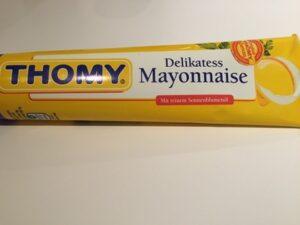 THOMY®
Delikatess
Mayonnaise
Mit reinem Sonnenblumenöl